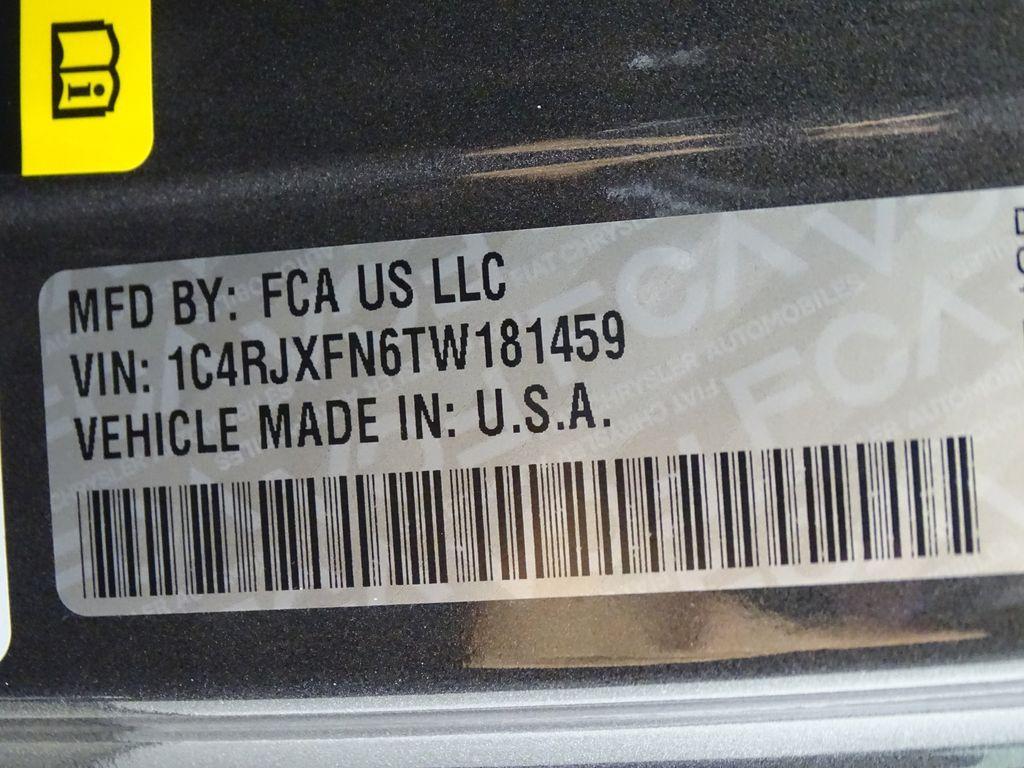 MFD BY: FCA US LLC
VIN: 1C4RJXFN6TW181459
VEHICLE MADE IN: U.S.A.